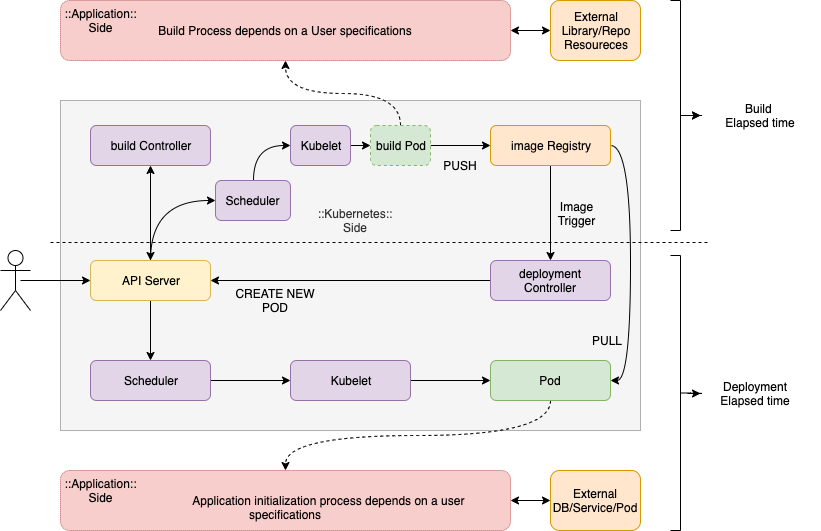 ::Application::
Side
Build Process depends on a User specifications
External
Library/Repo
Resoureces
Build
Elapsed time
build Controller
Kubelet
build Pod
PUSH
image Registry
Scheduler
::Kubernetes::
Side
Image
Trigger
API Server
CREATE NEW
POD
deployment
Controller
PULL
Scheduler
Kubelet
Pod
Deployment
Elapsed time
::Application::
Side
Application initialization process depends on a user
specifications
External
DB/Service/Pod